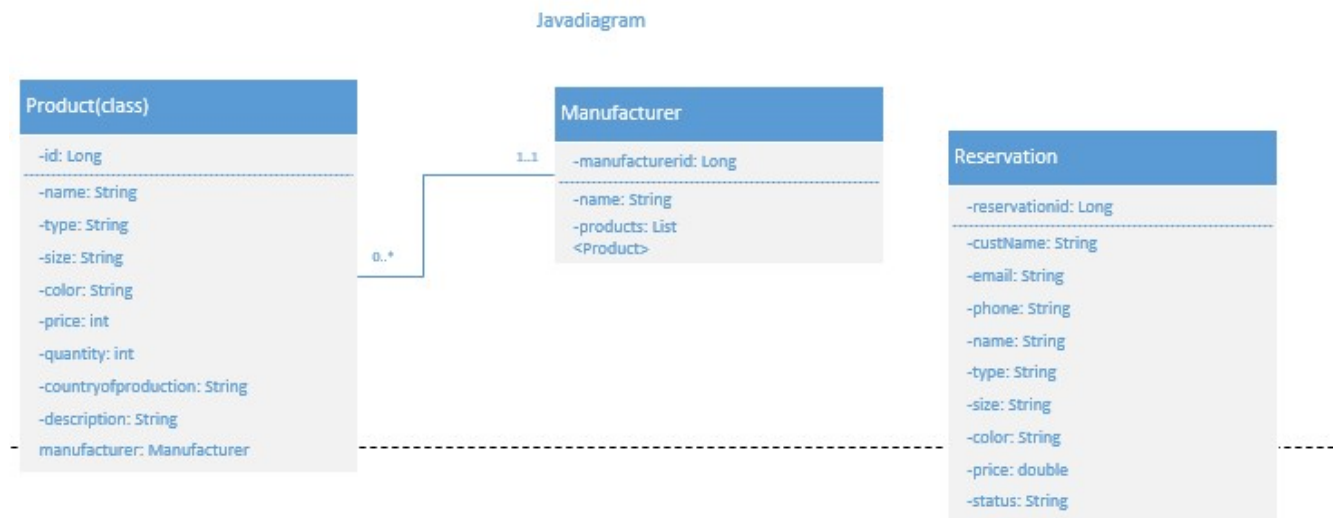 Javadiagram
Product(class)
-id: Long
-name: String
-type: String
-size: String
-color: String
-price: int
-quantity: int
-countryofproduction: String
-description: String
manufacturer: Manufacturer
0..*
1..1
Manufacturer
-manufacturerid: Long
-name: String
-products: List
<Product>
Reservation
-reservationid: Long
-custName: String
-email: String
-phone: String
-name: String
-type: String
-size: String
-color: String
-price: double
-status: String